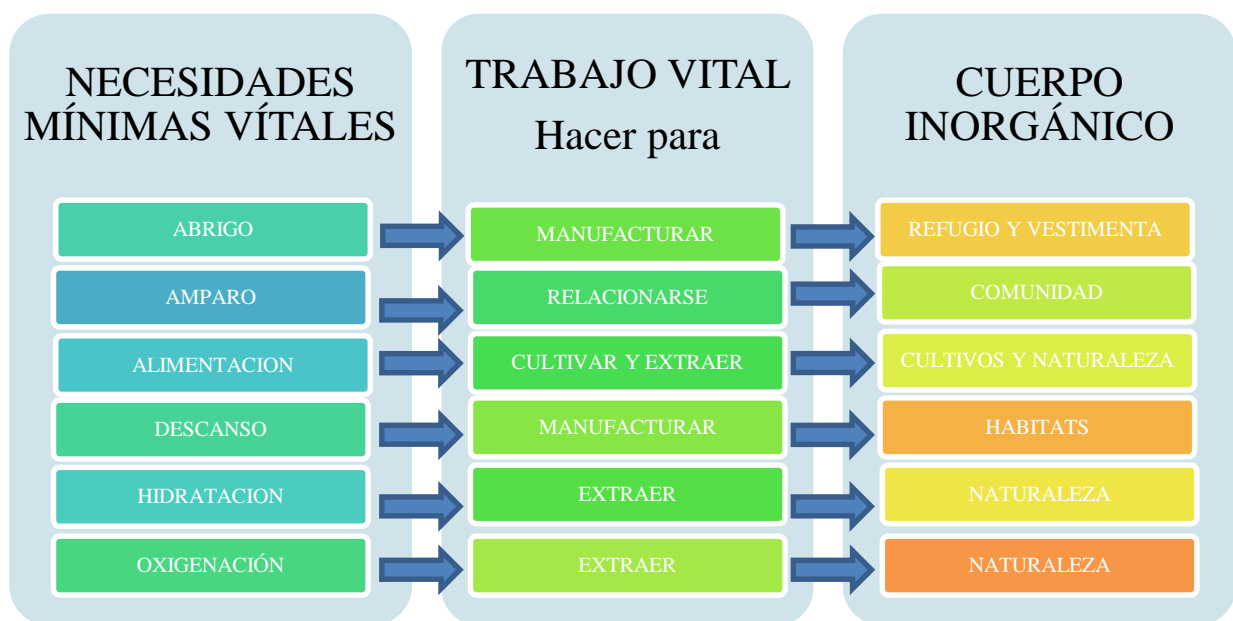 NECESIDADES
MÍNIMAS VÍTALES
ABRIGO
AMPARO
ALIMENTACION
DESCANSO
HIDRATACION
OXIGENACIÓN
TRABAJO VITAL
Hacer para
MANUFACTURAR
RELACIONARSE
CULTIVAR Y EXTRAER
MANUFACTURAR
EXTRAER
EXTRAER
CUERPO
INORGÁNICO
REFUGIO Y VESTIMENTA
COMUNIDAD
CULTIVOS Y NATURALEZA
HABITATS
NATURALEZA
NATURALEZA